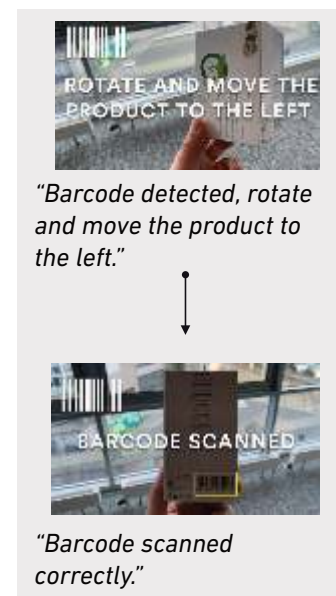 ROTATE AND MOVE THE
PRODUCT TO THE LEFT
“Barcode detected, rotate
and move the product to
the left.”
BARCODE SCANNED
“Barcode scanned
correctly.”